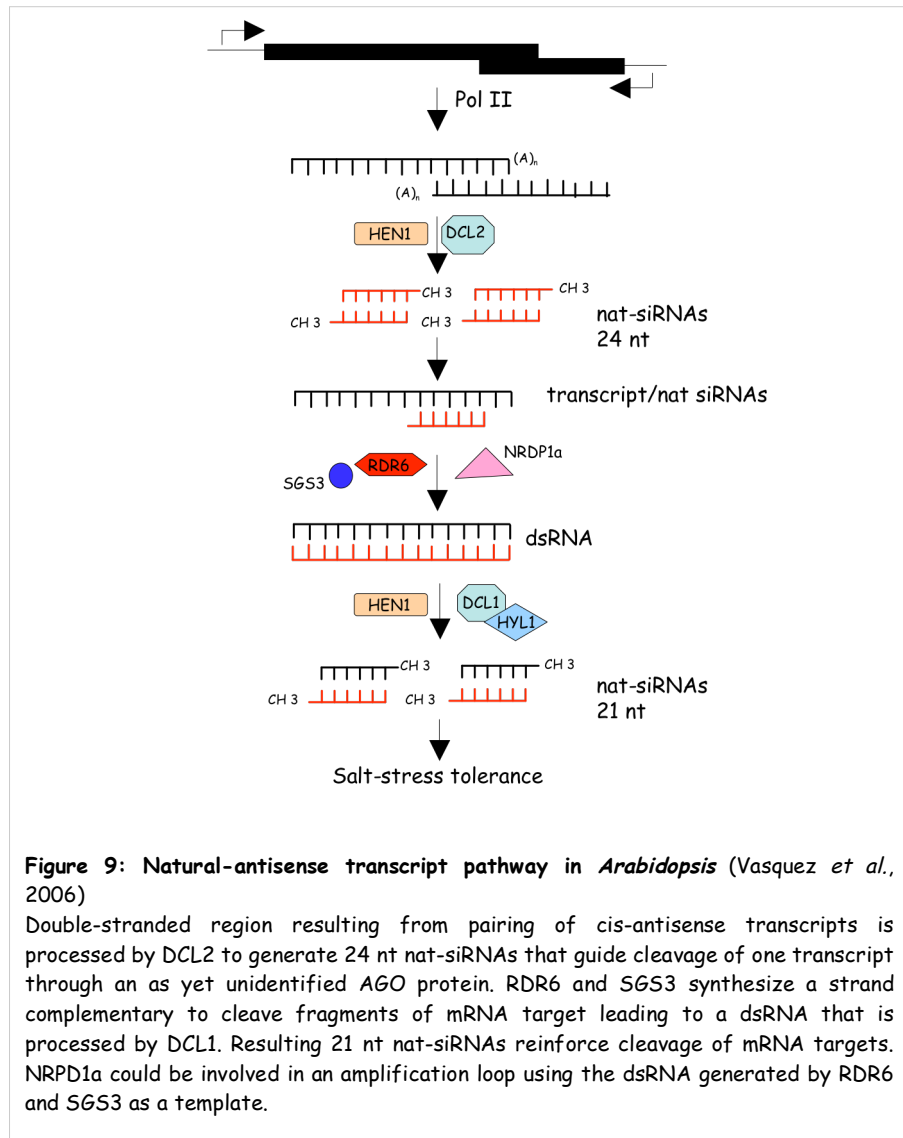 Pol II
(A)n
(A)n
HEN1
DCL2
CH 3
CH 3
CH 3
CH 3
nat-siRNAs
24 nt
transcript/nat siRNAs
SGS3
RDR6
NRDP1a
dsRNA
HEN1
DCL1
HYL1
CH 3
CH 3
CH 3
CH 3
nat-siRNAs
21 nt
Salt-stress tolerance
Figure 9: Natural-antisense transcript pathway in Arabidopsis (Vasquez et al.,
2006)
Double-stranded region resulting from pairing of cis-antisense transcripts is
processed by DCL2 to generate 24 nt nat-siRNAs that guide cleavage of one transcript
through an as yet unidentified AGO protein. RDR6 and SGS3 synthesize a strand
complementary to cleave fragments of mRNA target leading to a dsRNA that is
processed by DCL1. Resulting 21 nt nat-siRNAs reinforce cleavage of mRNA targets.
NRPD1a could be involved in an amplification loop using the dsRNA generated by RDR6
and SGS3 as a template.